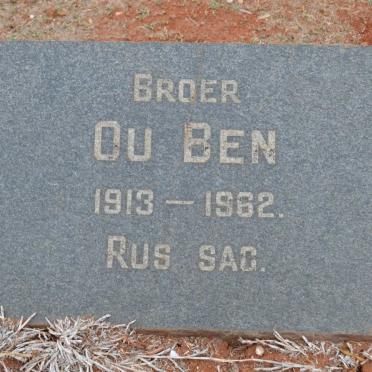 BROER
OU BEN
1913 — 1962.
RUS SAG.